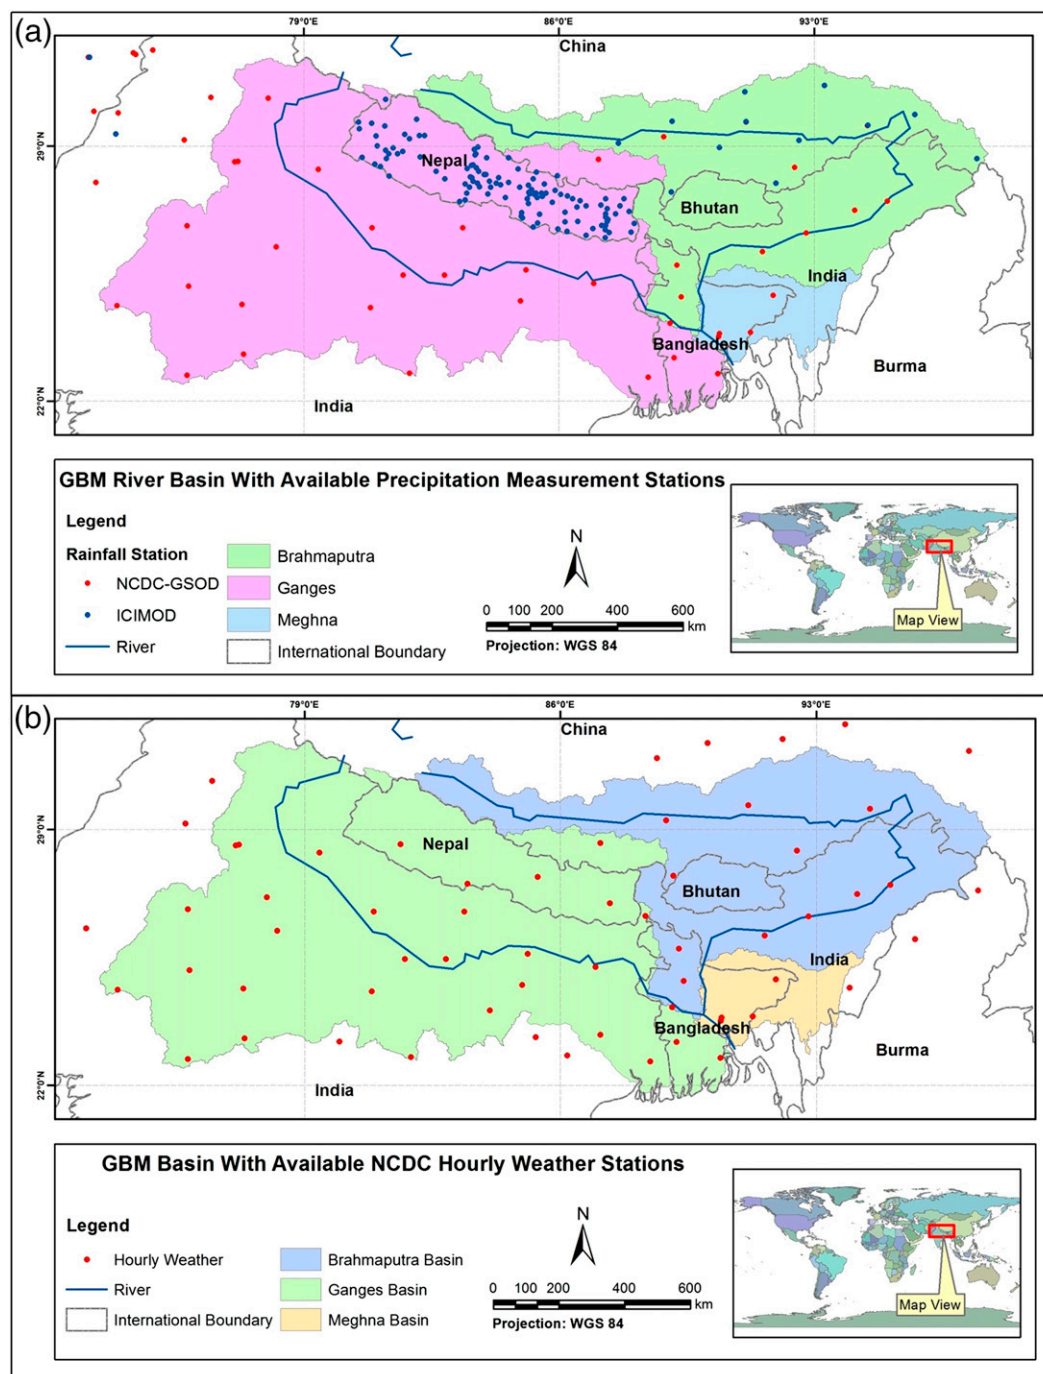 (a)
79°0'E
86°0'E
93°0'E
China
29°0'N
Nepal
Bhutan
India
Bangladesh
Burma
22°0'N
India
GBM River Basin With Available Precipitation Measurement Stations
Legend
Rainfall Station
NCDC-GSOD
ICIMOD
River
Brahmaputra
Ganges
Meghna
International Boundary
N
0 100 200 400 600
km
Projection: WGS 84
Map View
(b)
79°0'E
86°0'E
93°0'E
China
29°0'N
Nepal
Bhutan
India
Bangladesh
Burma
22°0'N
India
GBM Basin With Available NCDC Hourly Weather Stations
Legend
Hourly Weather
River
International Boundary
Brahmaputra Basin
Ganges Basin
Meghna Basin
N
0 100 200 400 600
km
Projection: WGS 84
Map View